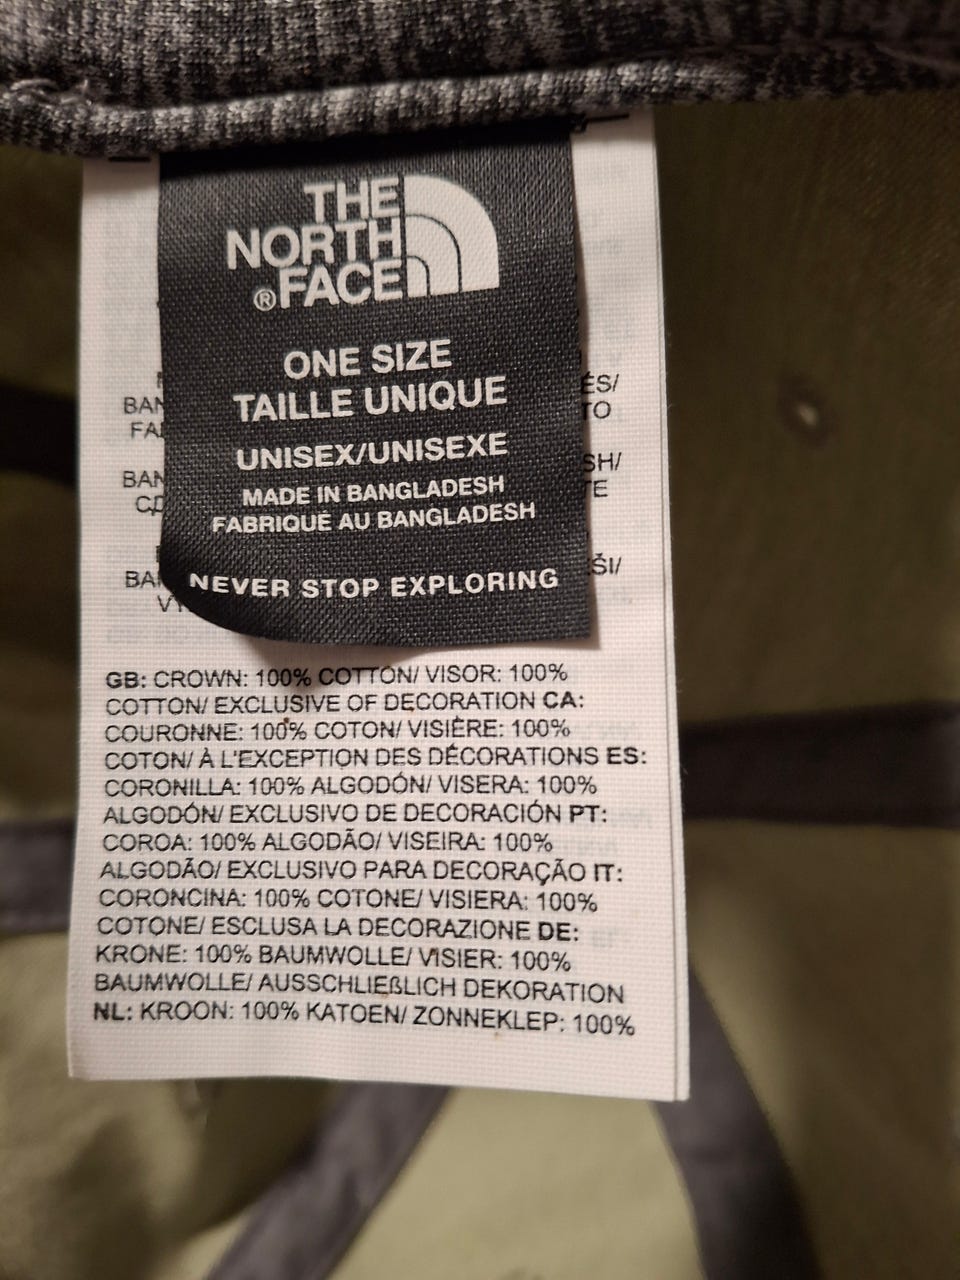 THE
NORTH
®FACE
ONE SIZE
TAILLE UNIQUE
UNISEX/UNISEXE
MADE IN BANGLADESH
FABRIQUÉ AU BANGLADESH
NEVER STOP EXPLORING
GB: CROWN: 100% COTTON/ VISOR: 100%
COTTON/ EXCLUSIVE OF DECORATION CA:
COURONNE: 100% COTON/ VISIÈRE: 100%
COTON/ À L'EXCEPTION DES DÉCORATIONS ES:
CORONILLA: 100% ALGODÓN/ VISERA: 100%
ALGODÓN/ EXCLUSIVO DE DECORACIÓN PT:
COROA: 100% ALGODÃO/ VISEIRA: 100%
ALGODÃO/ EXCLUSIVO PARA DECORAÇÃO IT:
CORONCINA: 100% COTONE/ VISIERA: 100%
COTONE/ ESCLUSA LA DECORAZIONE DE:
KRONE: 100% BAUMWOLLE/ VISIER: 100%
BAUMWOLLE/ AUSSCHLIEßLICH DEKORATION
NL: KROON: 100% KATOEN/ ZONNEKLEP: 100%